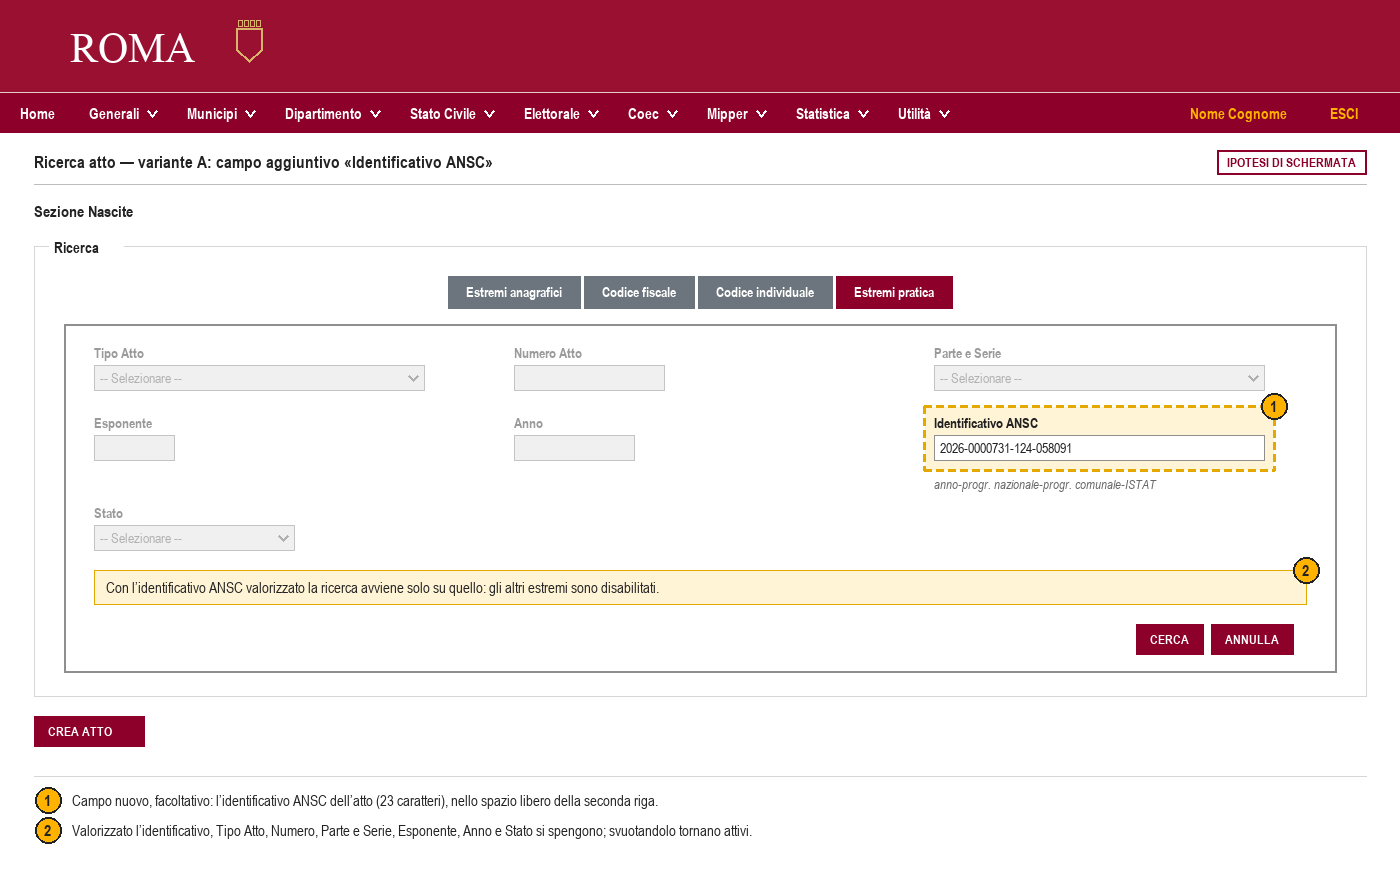 ROMA
Home Generali Municipi Dipartimento Stato Civile Elettorale Coec Mipper Statistica Utilità Nome Cognome ESCI
Ricerca atto — variante A: campo aggiuntivo «Identificativo ANSC»
IPOTESI DI SCHERMATA
Sezione Nascite
Ricerca
Estremi anagrafici Codice fiscale Codice individuale Estremi pratica
Tipo Atto Numero Atto Parte e Serie
-- Selezionare -- -- Selezionare --
1
Esponente Anno Identificativo ANSC
2026-0000731-124-058091
anno-progr. nazionale-progr. comunale-ISTAT
Stato
-- Selezionare --
2
Con l'identificativo ANSC valorizzato la ricerca avviene solo su quello: gli altri estremi sono disabilitati.
CERCA ANNULLA
CREA ATTO
1 Campo nuovo, facoltativo: l'identificativo ANSC dell'atto (23 caratteri), nello spazio libero della seconda riga.
2 Valorizzato l'identificativo, Tipo Atto, Numero, Parte e Serie, Esponente, Anno e Stato si spengono; svuotandolo tornano attivi.